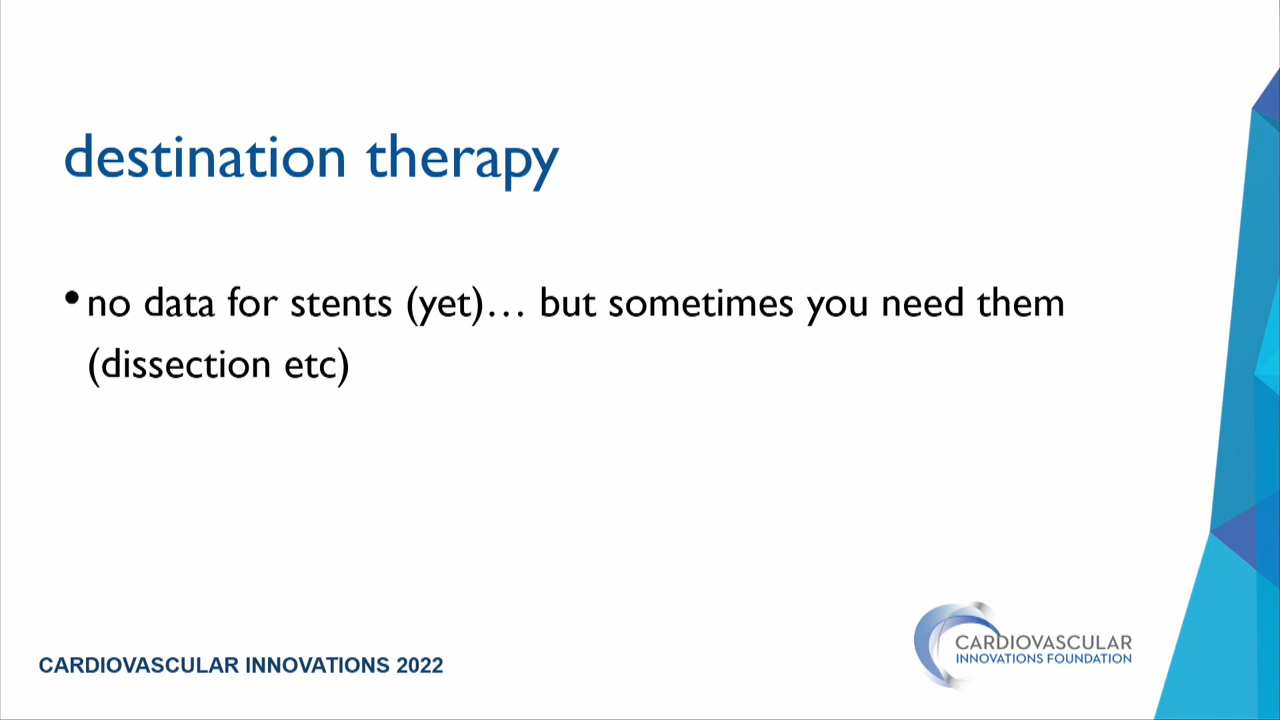 destination therapy
•no data for stents (yet)… but sometimes you need them
(dissection etc)
CARDIOVASCULAR
INNOVATIONS FOUNDATION
CARDIOVASCULAR INNOVATIONS 2022